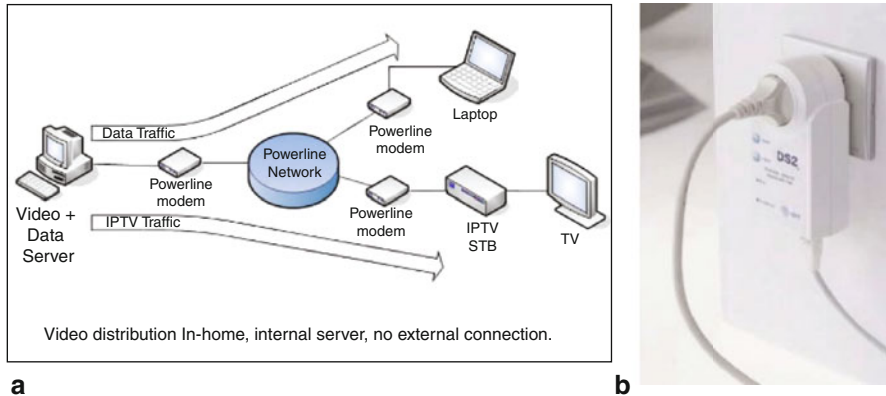 Data Traffic
Laptop
Powerline
modem
Powerline
Network
Powerline
modem
Video +
Data
Server
IPTV Traffic
Powerline
modem
IPTV
STB
TV
Video distribution In-home, internal server, no external connection.
DS2
a
b